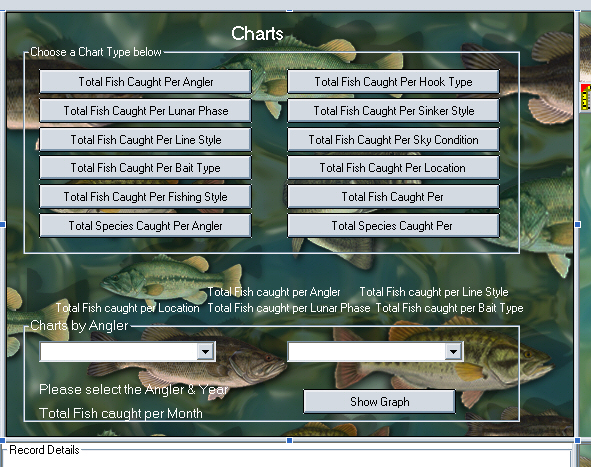 Charts
Choose a Chart Type below
Total Fish Caught Per Angler
Total Fish Caught Per Hook Type
Total Fish Caught Per Lunar Phase
Total Fish Caught Per Sinker Style
Total Fish Caught Per Line Style
Total Fish Caught Per Sky Condition
Total Fish Caught Per Bait Type
Total Fish Caught Per Location
Total Fish Caught Per Fishing Style
Total Fish Caught Per
Total Species Caught Per Angler
Total Species Caught Per
Total Fish caught per Angler Total Fish caught per Line Style
Total Fish caught per Location Total Fish caught per Lunar Phase Total Fish caught per Bait Type
Charts by Angler
Please select the Angler & Year
Show Graph
Total Fish caught per Month
Record Details